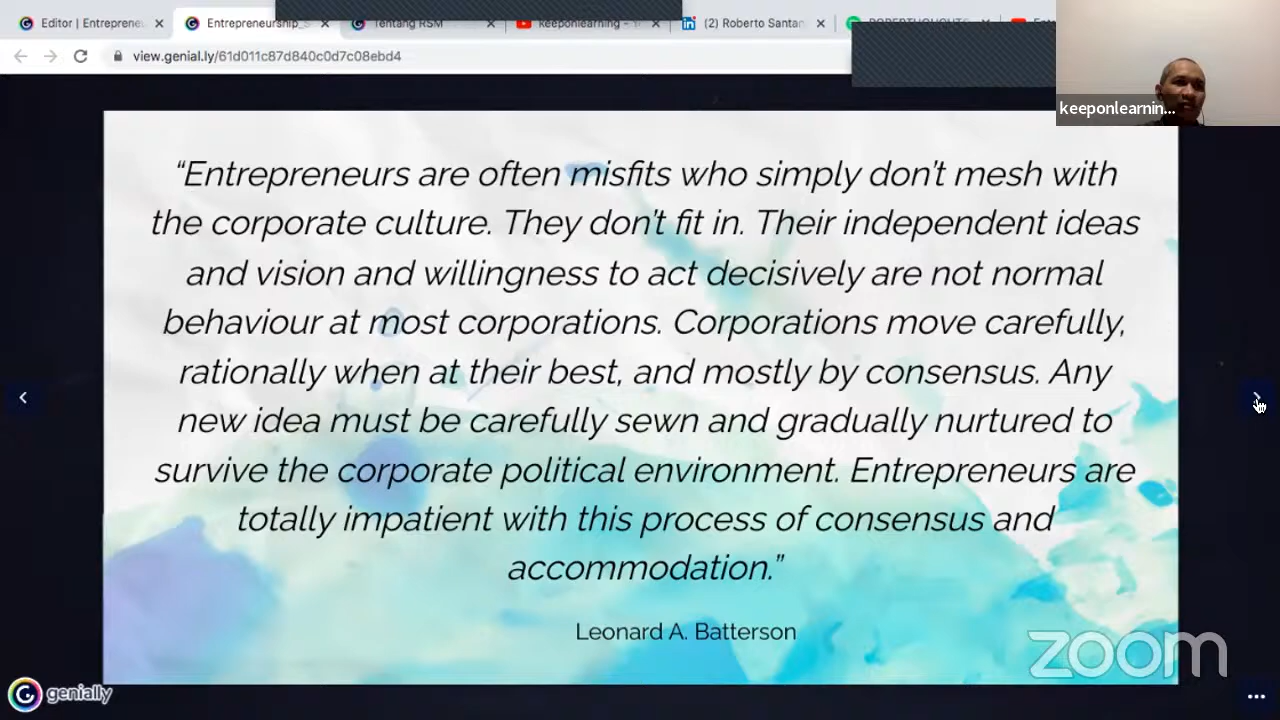 Editor | Entrepreneu
Entrepreneurship_S
Tentang RSM
keeponlearning
(2) Roberto Santan
view.genial.ly/61d011c87d840c0d7c08ebd4
keeponlearnin...
“Entrepreneurs are often misfits who simply don’t mesh with
the corporate culture. They don’t fit in. Their independent ideas
and vision and willingness to act decisively are not normal
behaviour at most corporations. Corporations move carefully,
rationally when at their best, and mostly by consensus. Any
new idea must be carefully sewn and gradually nurtured to
survive the corporate political environment. Entrepreneurs are
totally impatient with this process of consensus and
accommodation.”
Leonard A. Batterson
zoom
genially